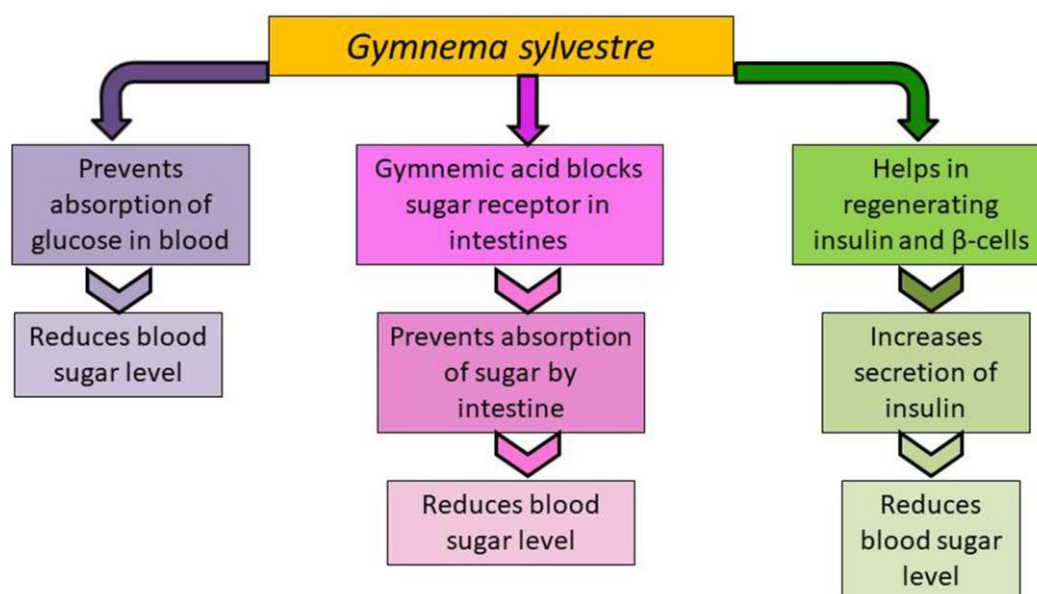 Gymnema sylvestre
Prevents
absorption of
glucose in blood
Reduces blood
sugar level
Gymnemic acid blocks
sugar receptor in
intestines
Prevents absorption
of sugar by
intestine
Reduces blood
sugar level
Helps in
regenerating
insulin and β-cells
Increases
secretion of
insulin
Reduces
blood sugar
level